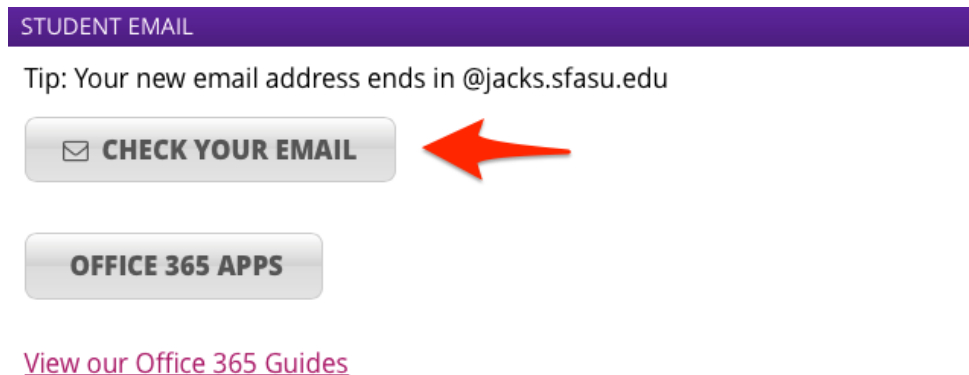 STUDENT EMAIL
Tip: Your new email address ends in @jacks.sfasu.edu
CHECK YOUR EMAIL
OFFICE 365 APPS
View our Office 365 Guides